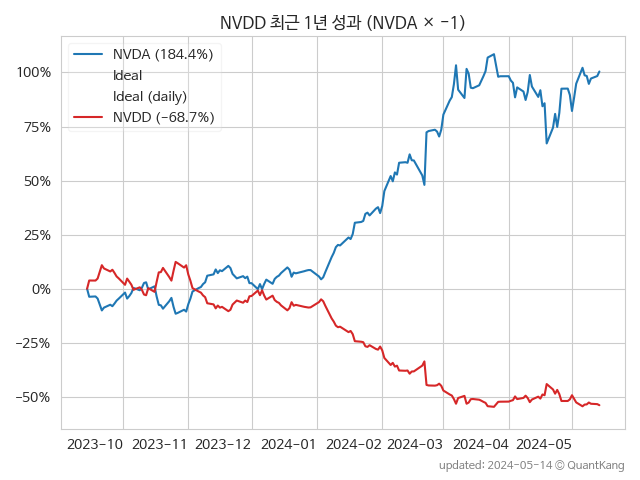 NVDD 최근 1년 성과 (NVDA × −1)
NVDA (184.4%)
Ideal
Ideal (daily)
NVDD (−68.7%)
100%
75%
50%
25%
0%
−25%
−50%
2023−10 2023−11 2023−12 2024−01 2024−02 2024−03 2024−04 2024−05
updated: 2024-05-14 © QuantKang